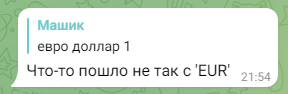 Машик
евро доллар 1
Что-то пошло не так с 'EUR'
21:54